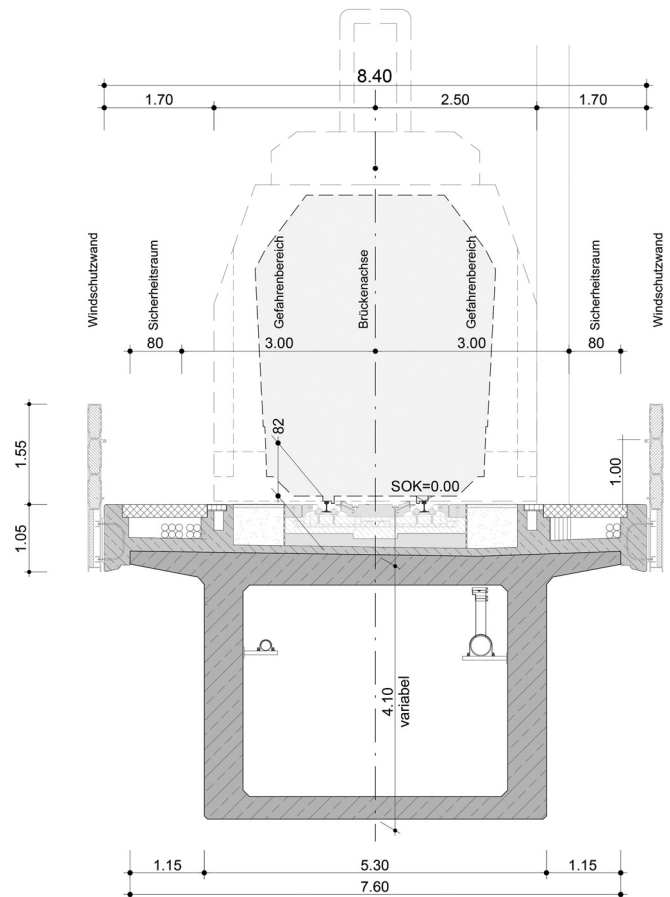 8.40
1.70
2.50
1.70
Windschutzwand
Sicherheitsraum
Gefahrenbereich
Brückenachse
Gefahrenbereich
Sicherheitsraum
Windschutzwand
80
3.00
3.00
80
82
1.55
SOK=0.00
1.00
1.05
4.10
variabel
1.15
5.30
1.15
7.60